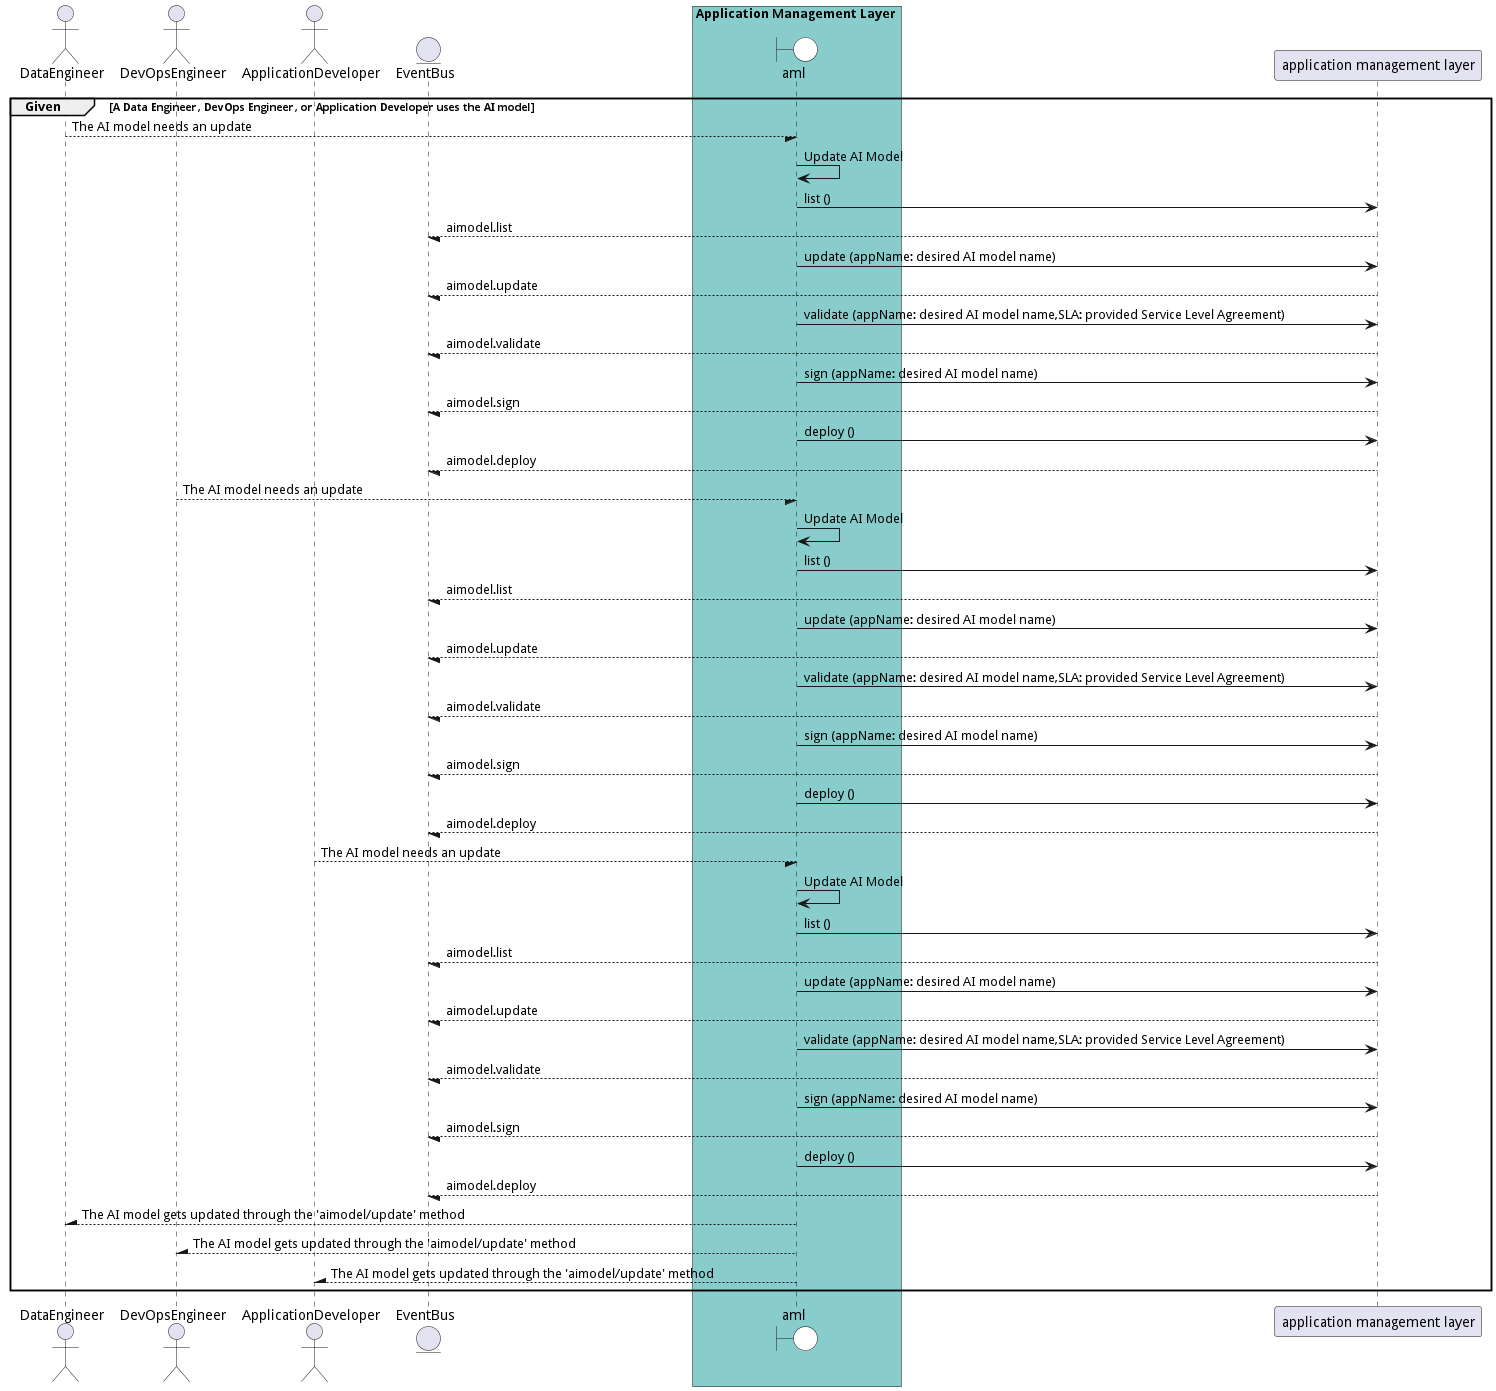 Application Management Layer
DataEngineer
DevOpsEngineer
ApplicationDeveloper
EventBus
aml
application management layer
Given
[A Data Engineer, DevOps Engineer, or Application Developer uses the AI model]
The AI model needs an update
Update AI Model
list ()
aimodel.list
update (appName: desired AI model name)
aimodel.update
validate (appName: desired AI model name,SLA: provided Service Level Agreement)
aimodel.validate
sign (appName: desired AI model name)
aimodel.sign
deploy ()
aimodel.deploy
The AI model needs an update
Update AI Model
list ()
aimodel.list
update (appName: desired AI model name)
aimodel.update
validate (appName: desired AI model name,SLA: provided Service Level Agreement)
aimodel.validate
sign (appName: desired AI model name)
aimodel.sign
deploy ()
aimodel.deploy
The AI model needs an update
Update AI Model
list ()
aimodel.list
update (appName: desired AI model name)
aimodel.update
validate (appName: desired AI model name,SLA: provided Service Level Agreement)
aimodel.validate
sign (appName: desired AI model name)
aimodel.sign
deploy ()
aimodel.deploy
The AI model gets updated through the 'aimodel/update' method
The AI model gets updated through the 'aimodel/update' method
The AI model gets updated through the 'aimodel/update' method
DataEngineer
DevOpsEngineer
ApplicationDeveloper
EventBus
aml
application management layer